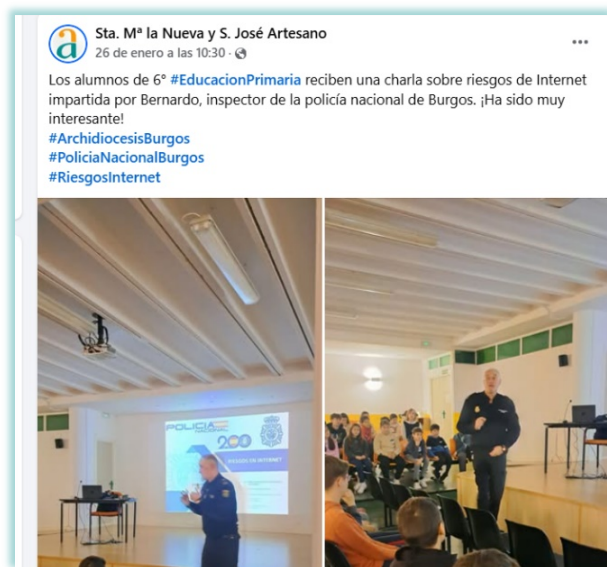 Sta. Mª la Nueva y S. José Artesano
26 de enero a las 10:30 ·
Los alumnos de 6° #EducacionPrimaria reciben una charla sobre riesgos de Internet
impartida por Bernardo, inspector de la policía nacional de Burgos. ¡Ha sido muy
interesante!
#ArchidiocesisBurgos
#PoliciaNacionalBurgos
#RiesgosInternet
POLICIA
NACIONAL
200
RIESGOS EN INTERNET